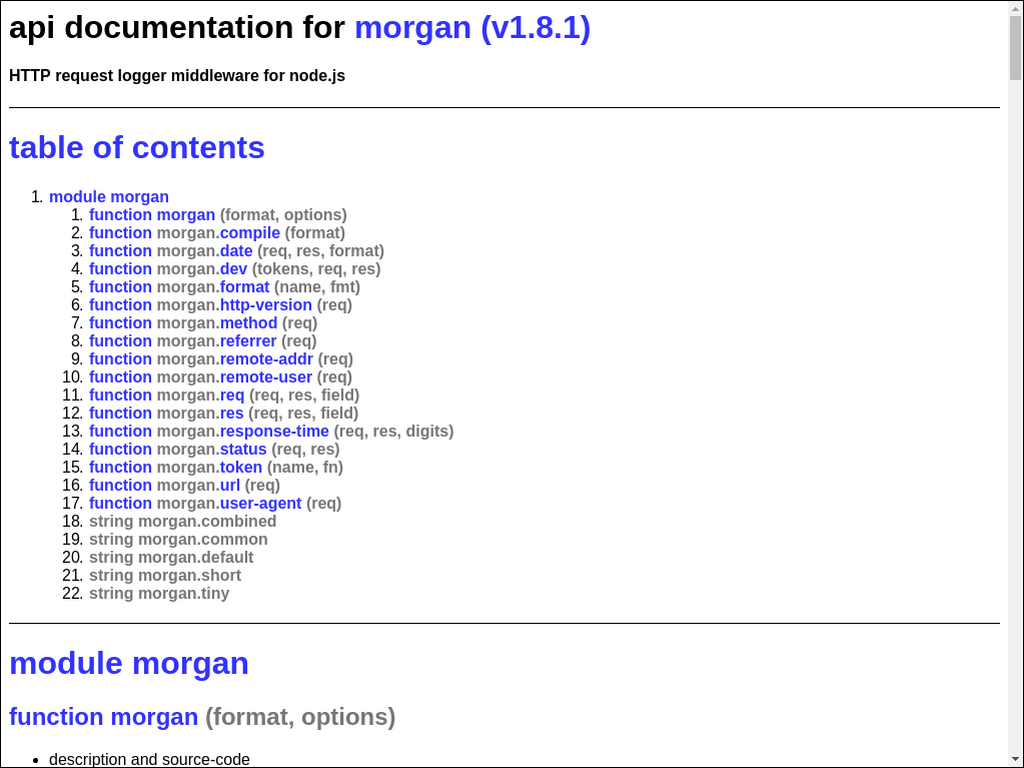 api documentation for morgan (v1.8.1)
HTTP request logger middleware for node.js
table of contents
1. module morgan
1. function morgan (format, options)
2. function morgan.compile (format)
3. function morgan.date (req, res, format)
4. function morgan.dev (tokens, req, res)
5. function morgan.format (name, fmt)
6. function morgan.http-version (req)
7. function morgan.method (req)
8. function morgan.referrer (req)
9. function morgan.remote-addr (req)
10. function morgan.remote-user (req)
11. function morgan.req (req, res, field)
12. function morgan.res (req, res, field)
13. function morgan.response-time (req, res, digits)
14. function morgan.status (req, res)
15. function morgan.token (name, fn)
16. function morgan.url (req)
17. function morgan.user-agent (req)
18. string morgan.combined
19. string morgan.common
20. string morgan.default
21. string morgan.short
22. string morgan.tiny
module morgan
function morgan (format, options)
• description and source-code